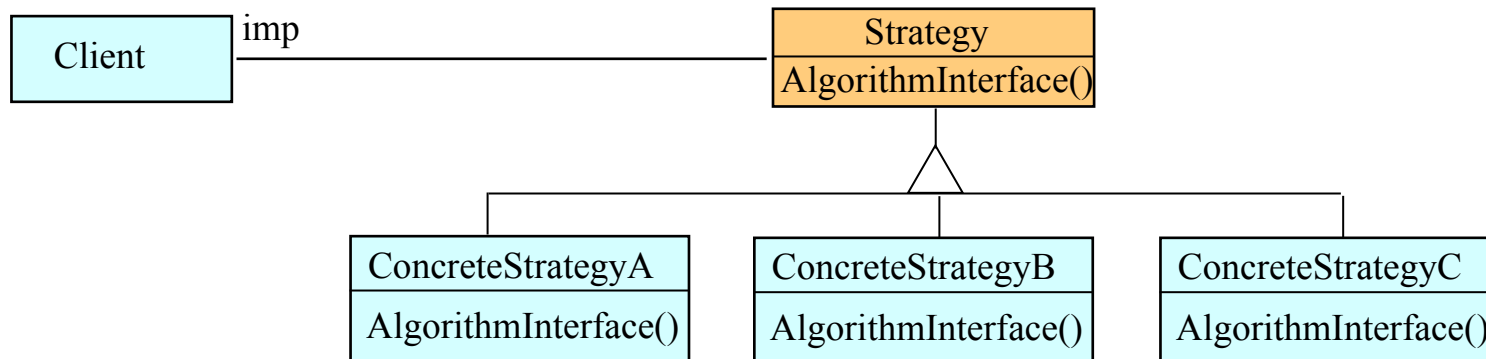 Client
imp
Strategy
AlgorithmInterface()
ConcreteStrategyA
AlgorithmInterface()
ConcreteStrategyB
AlgorithmInterface()
ConcreteStrategyC
AlgorithmInterface()